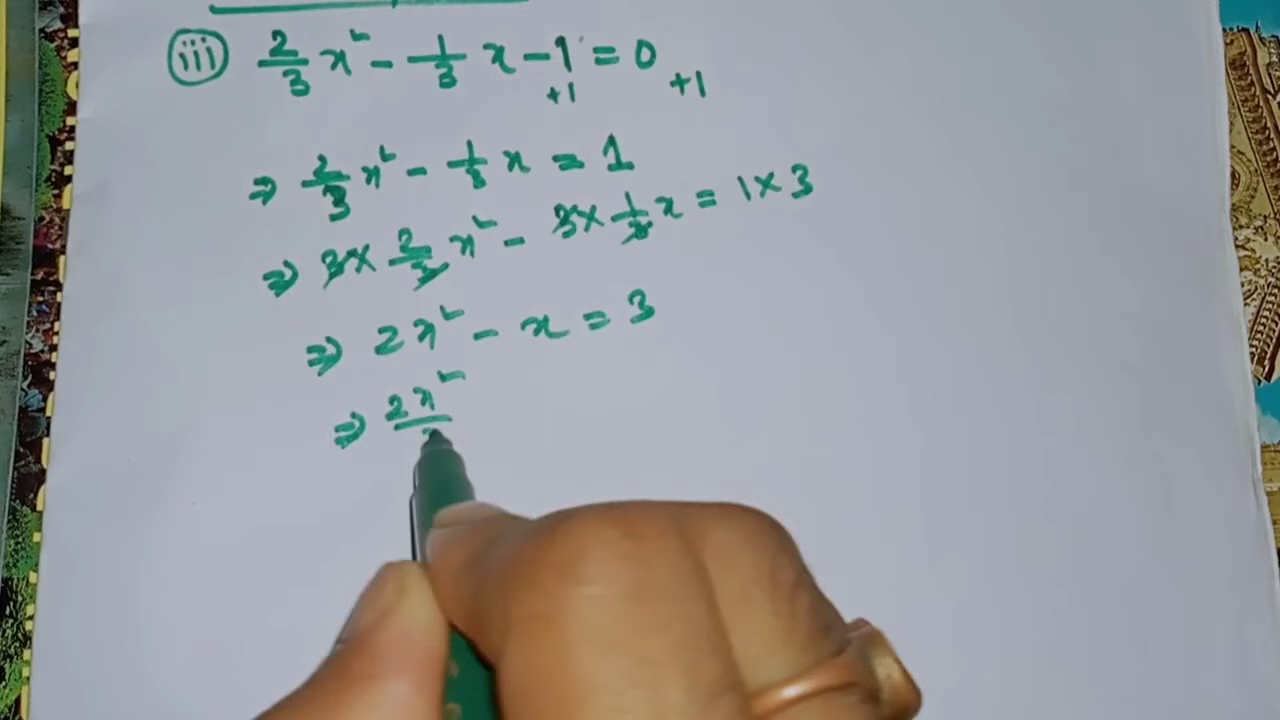 (iii) 2/3 x² - 1/3 x - 1 = 0
+1 +1
⇒ 2/3 x² - 1/3 x = 1
⇒ 3 × 2/3 x² - 3 × 1/3 x = 1 × 3
⇒ 2x² - x = 3
⇒ 2x²/